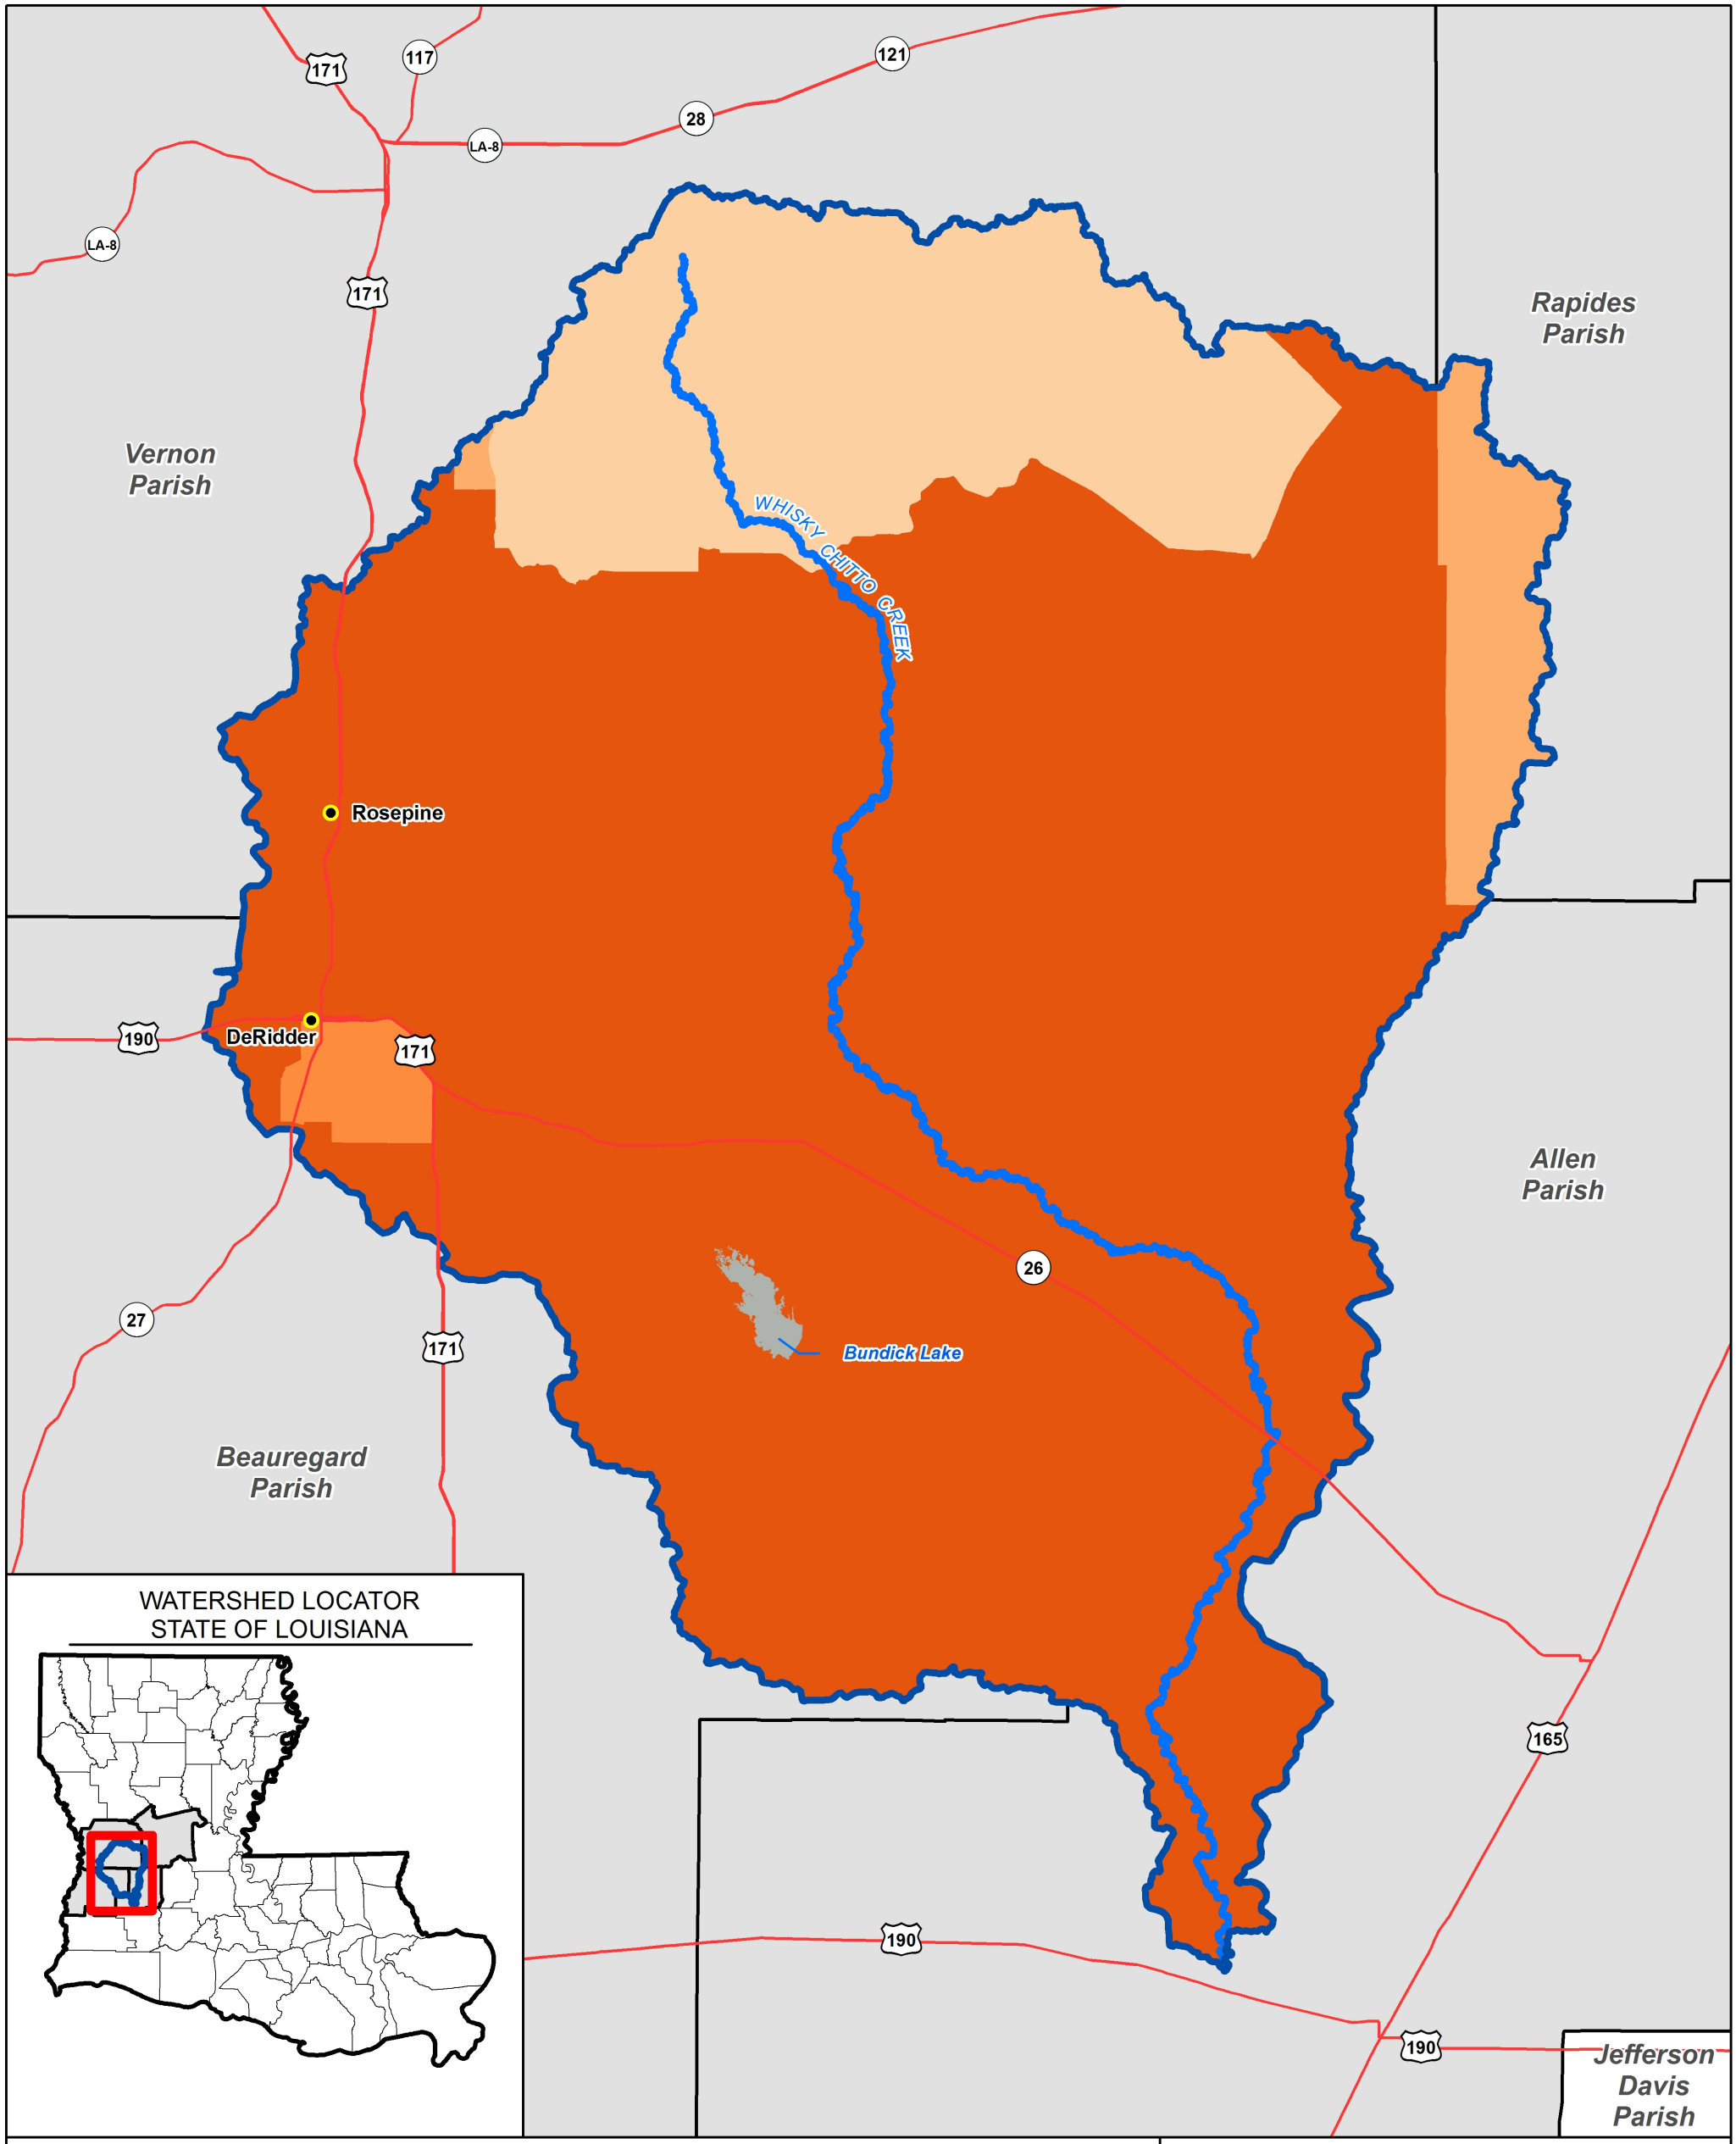 117
121
171
28
LA-8
LA-8
171
Rapides
Parish
Vernon
Parish
WHISKY CHITTO CREEK
Rosepine
DeRidder
190
171
Allen
Parish
26
27
171
Bundick Lake
Beauregard
Parish
WATERSHED LOCATOR
STATE OF LOUISIANA
165
190
190
Jefferson
Davis
Parish